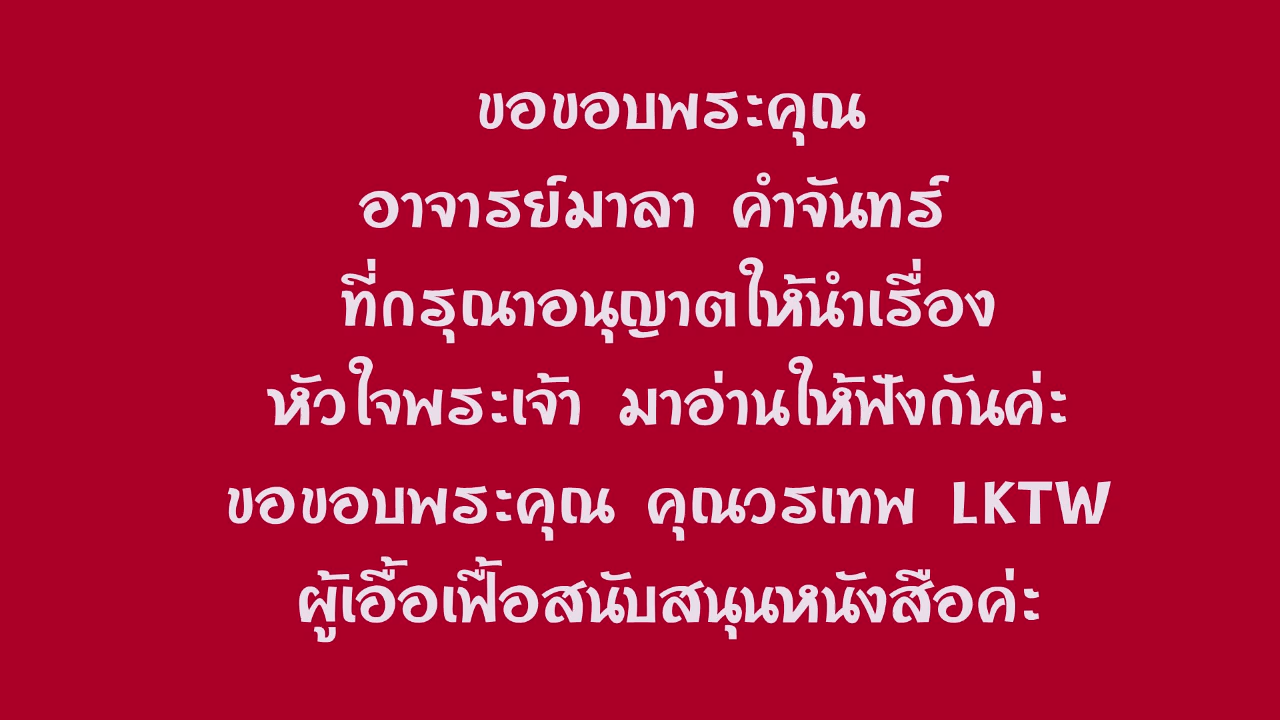 ขอขอบพระคุณ
อาจารย์มาลา คำจันทร์
ที่กรุณาอนุญาตให้นำเรื่อง
หัวใจพระเจ้า มาอ่านให้ฟังกันค่ะ
ขอขอบพระคุณ คุณวรเทพ LKTW
ผู้เอื้อเฟื้อสนับสนุนหนังสือค่ะ